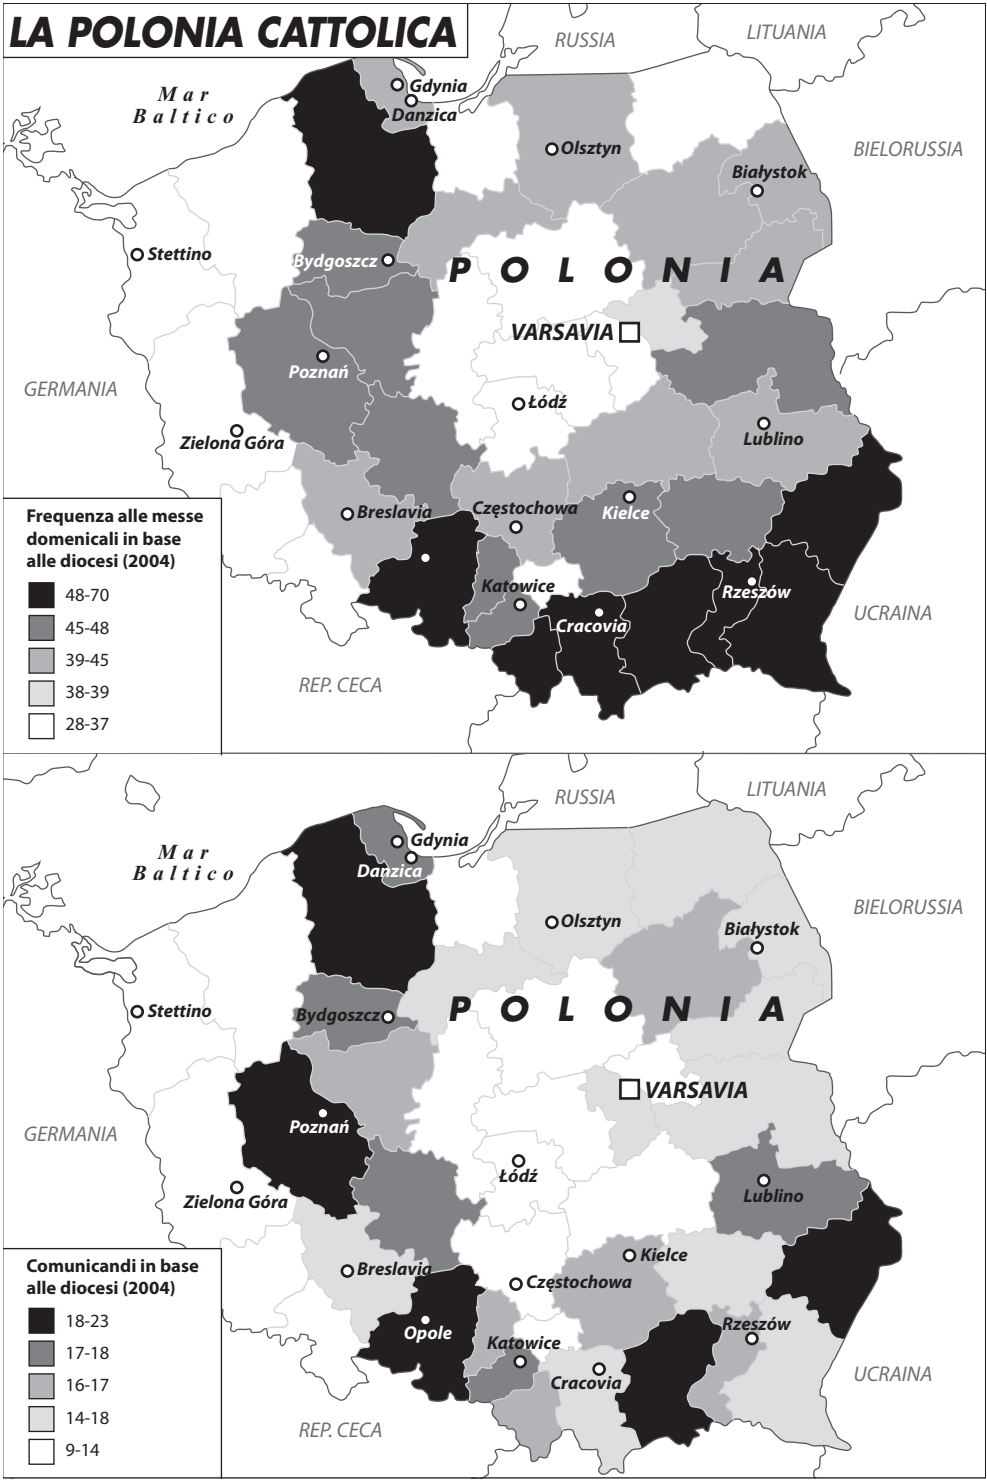 LA POLONIA CATTOLICA
RUSSIA
LITUANIA
Mar
Baltico
Gdynia
Danzica
Olsztyn
BIELORUSSIA
Białystok
Stettino
Bydgoszcz
POLONIA
VARSAVIA
Poznań
GERMANIA
Łódź
Zielona Góra
Lublino
Breslavia
Częstochowa
Kielce
Frequenza alle messe
domenicali in base
alle diocesi (2004)
48-70
45-48
39-45
38-39
28-37
Katowice
Rzeszów
Cracovia
UCRAINA
REP. CECA
RUSSIA
LITUANIA
Mar
Baltico
Gdynia
Danzica
Olsztyn
BIELORUSSIA
Białystok
Stettino
Bydgoszcz
POLONIA
VARSAVIA
Poznań
GERMANIA
Łódź
Zielona Góra
Lublino
Breslavia
Kielce
Częstochowa
Comunicandi in base
alle diocesi (2004)
18-23
17-18
16-17
14-18
9-14
Opole
Katowice
Rzeszów
Cracovia
UCRAINA
REP. CECA